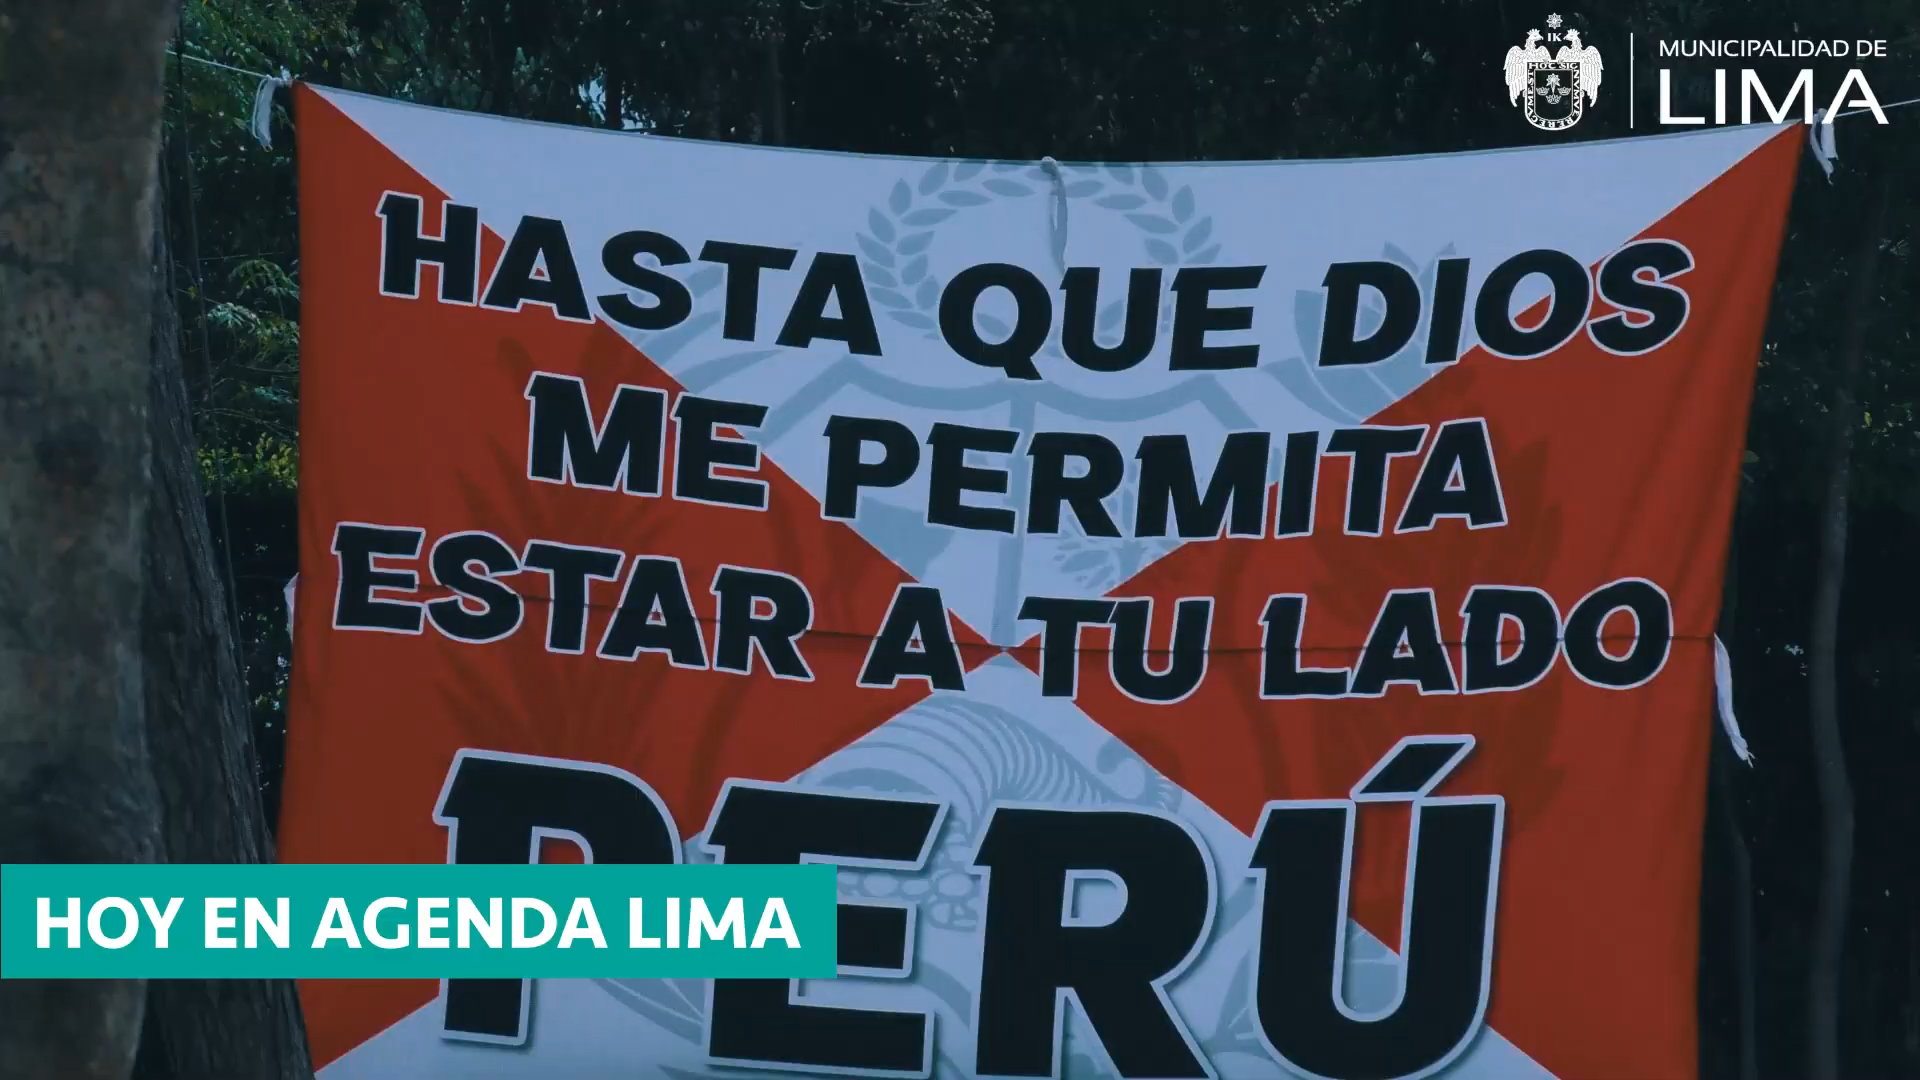 MUNICIPALIDAD DE
LIMA
HASTA QUE DIOS
ME PERMITA
ESTAR A TU LADO
PERÚ
HOY EN AGENDA LIMA